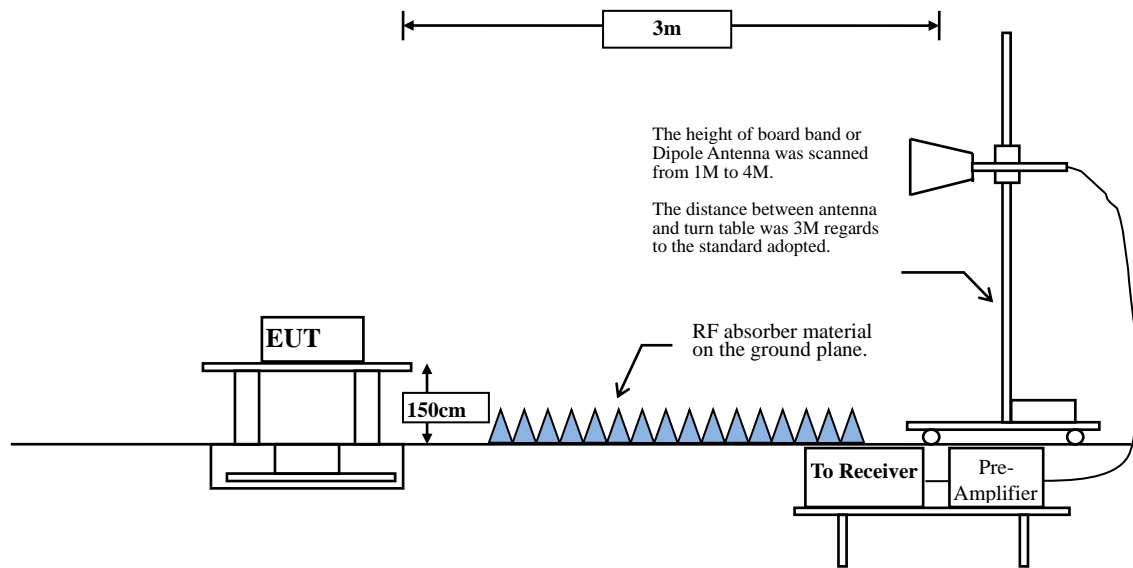 3m
The height of board band or
Dipole Antenna was scanned
from 1M to 4M.
The distance between antenna
and turn table was 3M regards
to the standard adopted.
EUT
RF absorber material
on the ground plane.
150cm
To Receiver
Pre-
Amplifier